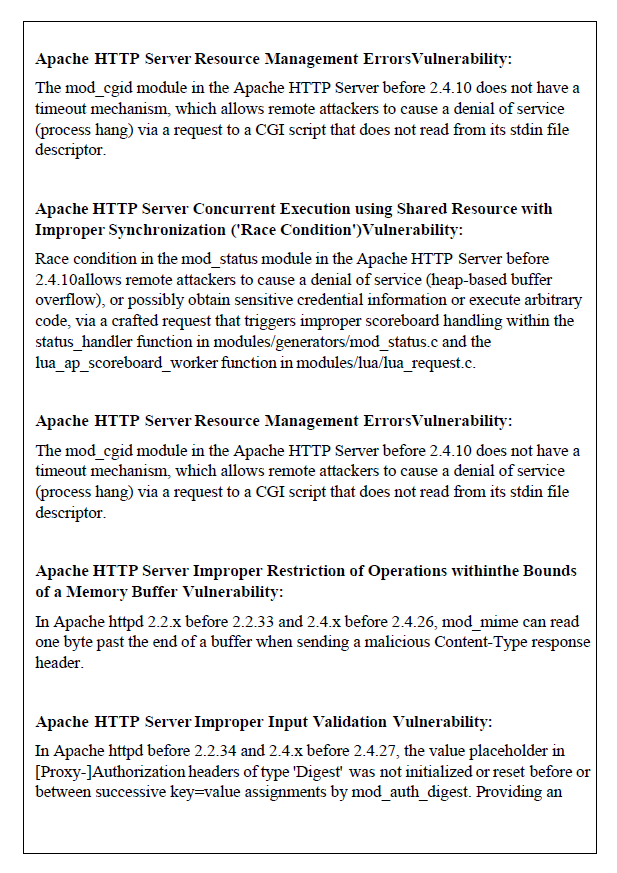 Apache HTTP Server Resource Management ErrorsVulnerability:
The mod_cgid module in the Apache HTTP Server before 2.4.10 does not have a
timeout mechanism, which allows remote attackers to cause a denial of service
(process hang) via a request to a CGI script that does not read from its stdin file
descriptor.
Apache HTTP Server Concurrent Execution using Shared Resource with
Improper Synchronization ('Race Condition')Vulnerability:
Race condition in the mod_status module in the Apache HTTP Server before
2.4.10allows remote attackers to cause a denial of service (heap-based buffer
overflow), or possibly obtain sensitive credential information or execute arbitrary
code, via a crafted request that triggers improper scoreboard handling within the
status_handler function in modules/generators/mod_status.c and the
lua_ap_scoreboard_worker function in modules/lua/lua_request.c.
Apache HTTP Server Resource Management ErrorsVulnerability:
The mod_cgid module in the Apache HTTP Server before 2.4.10 does not have a
timeout mechanism, which allows remote attackers to cause a denial of service
(process hang) via a request to a CGI script that does not read from its stdin file
descriptor.
Apache HTTP Server Improper Restriction of Operations withinthe Bounds
of a Memory Buffer Vulnerability:
In Apache httpd 2.2.x before 2.2.33 and 2.4.x before 2.4.26, mod_mime can read
one byte past the end of a buffer when sending a malicious Content-Type response
header.
Apache HTTP Server Improper Input Validation Vulnerability:
In Apache httpd before 2.2.34 and 2.4.x before 2.4.27, the value placeholder in
[Proxy-]Authorization headers of type 'Digest' was not initialized or reset before or
between successive key=value assignments by mod_auth_digest. Providing an